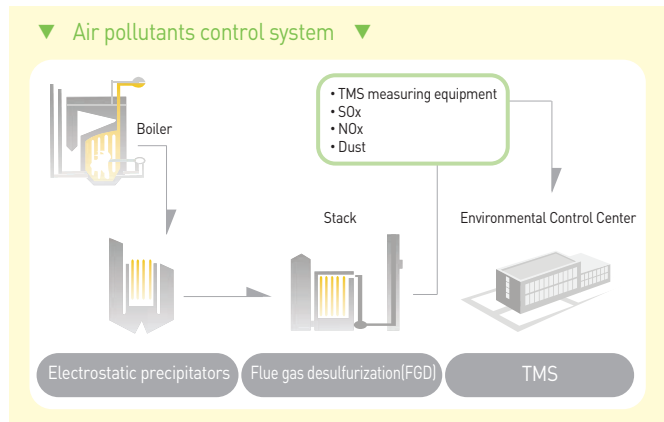 ▼ Air pollutants control system ▼
• TMS measuring equipment
• SOx
• NOx
• Dust
Boiler
Stack
Environmental Control Center
Electrostatic precipitators
Flue gas desulfurization(FGD)
TMS